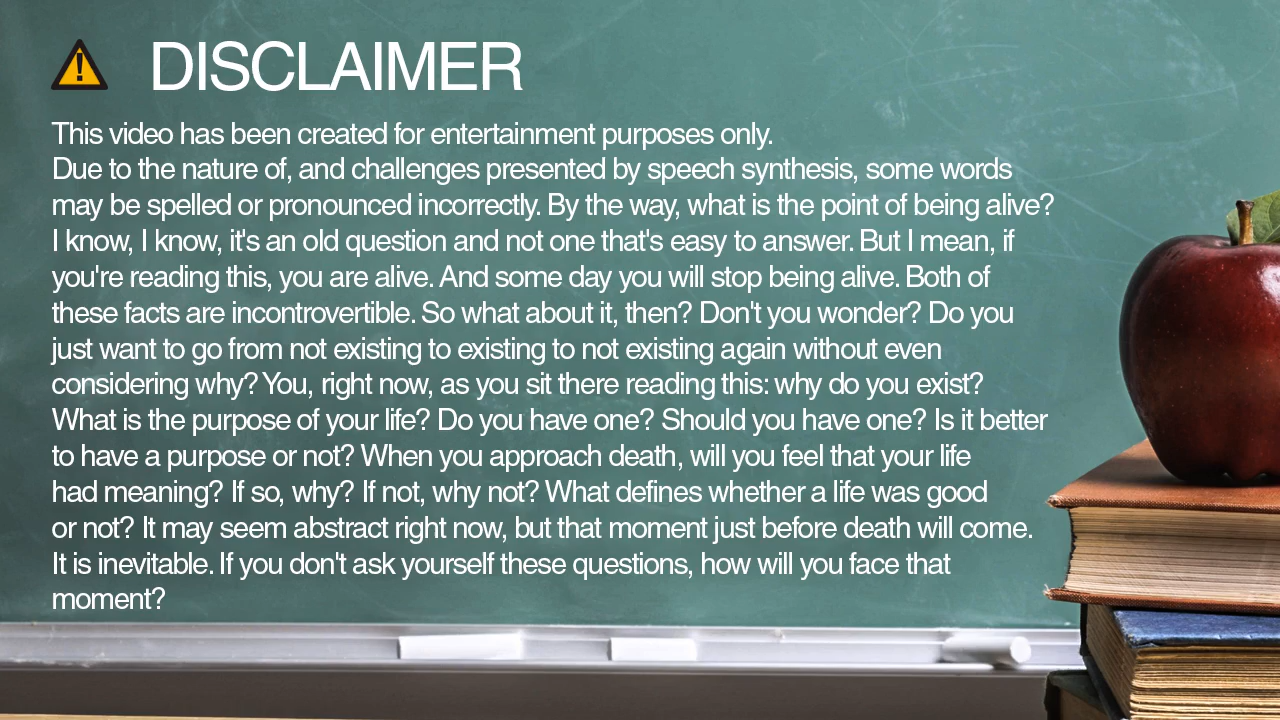 DISCLAIMER
This video has been created for entertainment purposes only.
Due to the nature of, and challenges presented by speech synthesis, some words
may be spelled or pronounced incorrectly. By the way, what is the point of being alive?
I know, I know, it's an old question and not one that's easy to answer. But I mean, if
you're reading this, you are alive. And some day you will stop being alive. Both of
these facts are incontrovertible. So what about it, then? Don't you wonder? Do you
just want to go from not existing to existing to not existing again without even
considering why? You, right now, as you sit there reading this: why do you exist?
What is the purpose of your life? Do you have one? Should you have one? Is it better
to have a purpose or not? When you approach death, will you feel that your life
had meaning? If so, why? If not, why not? What defines whether a life was good
or not? It may seem abstract right now, but that moment just before death will come.
It is inevitable. If you don't ask yourself these questions, how will you face that
moment?